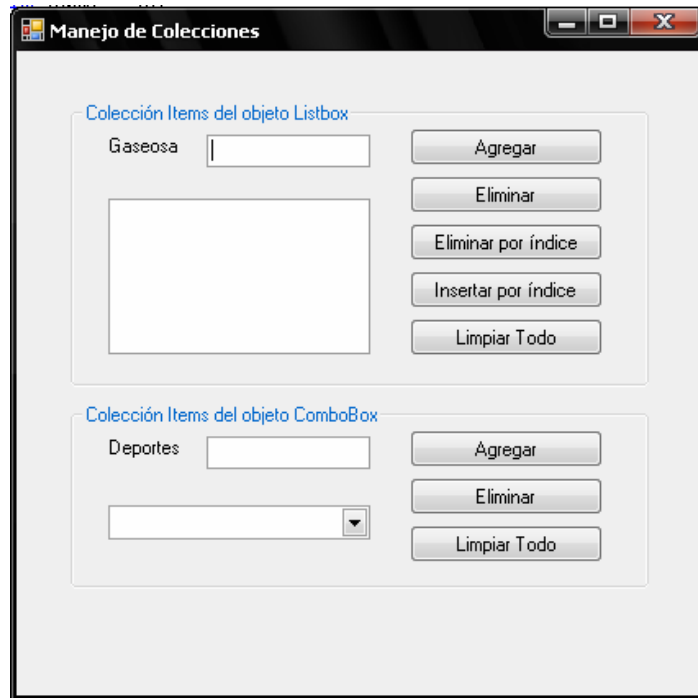 Manejo de Colecciones
Colección Items del objeto Listbox
Gaseosa
Agregar
Eliminar
Eliminar por índice
Insertar por índice
Limpiar Todo
Colección Items del objeto ComboBox
Deportes
Agregar
Eliminar
Limpiar Todo